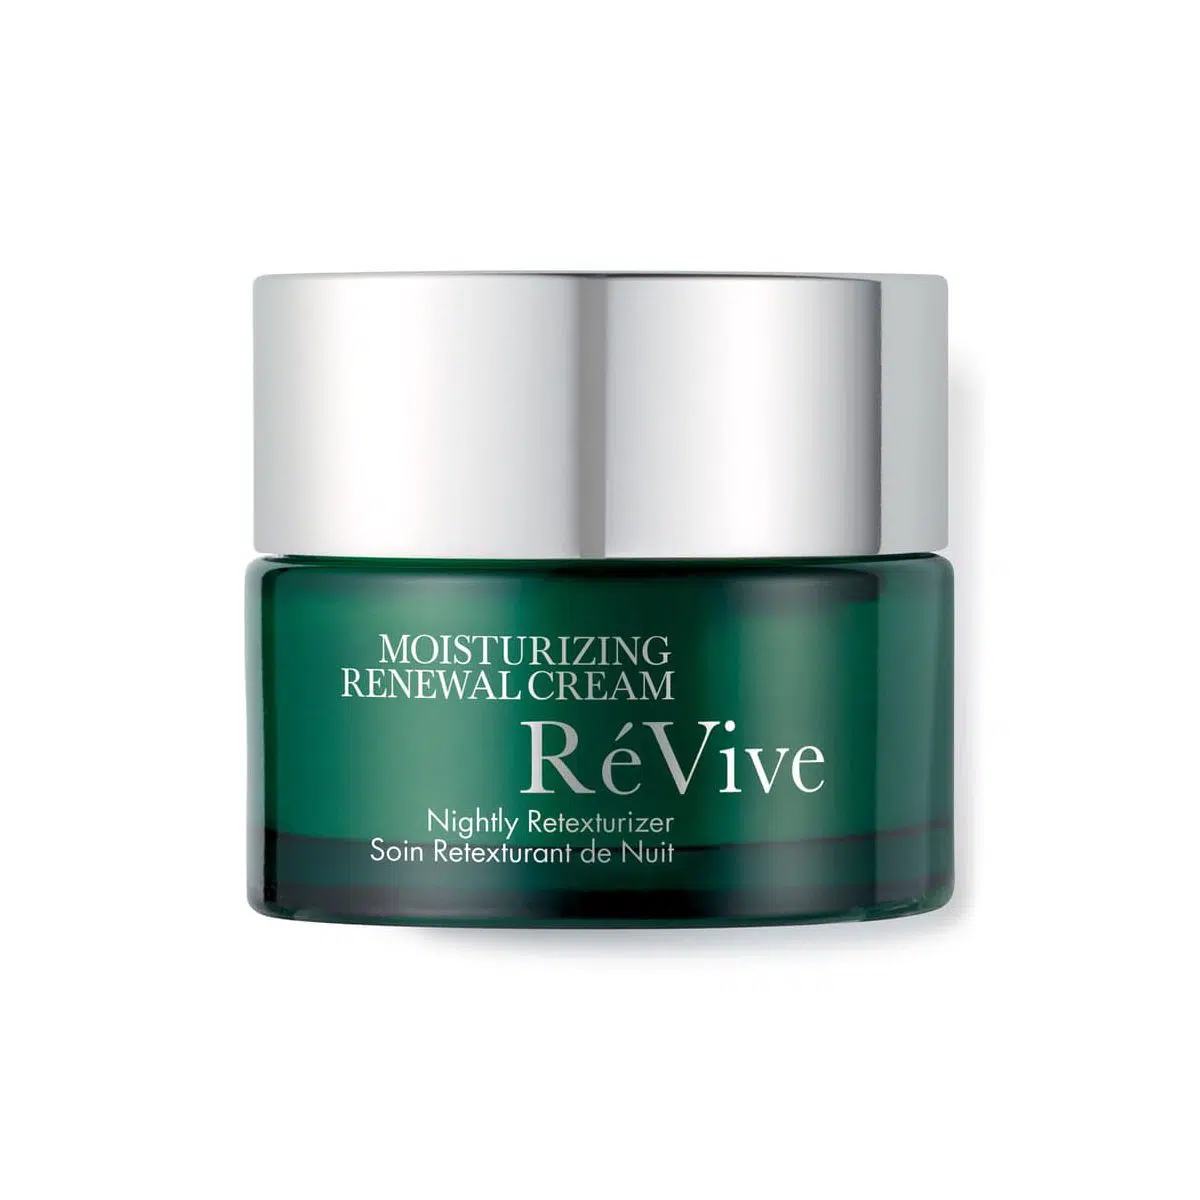 MOISTURIZING
RENEWAL CREAM
RéVive
Nightly Retexturizer
Soin Retexturant de Nuit